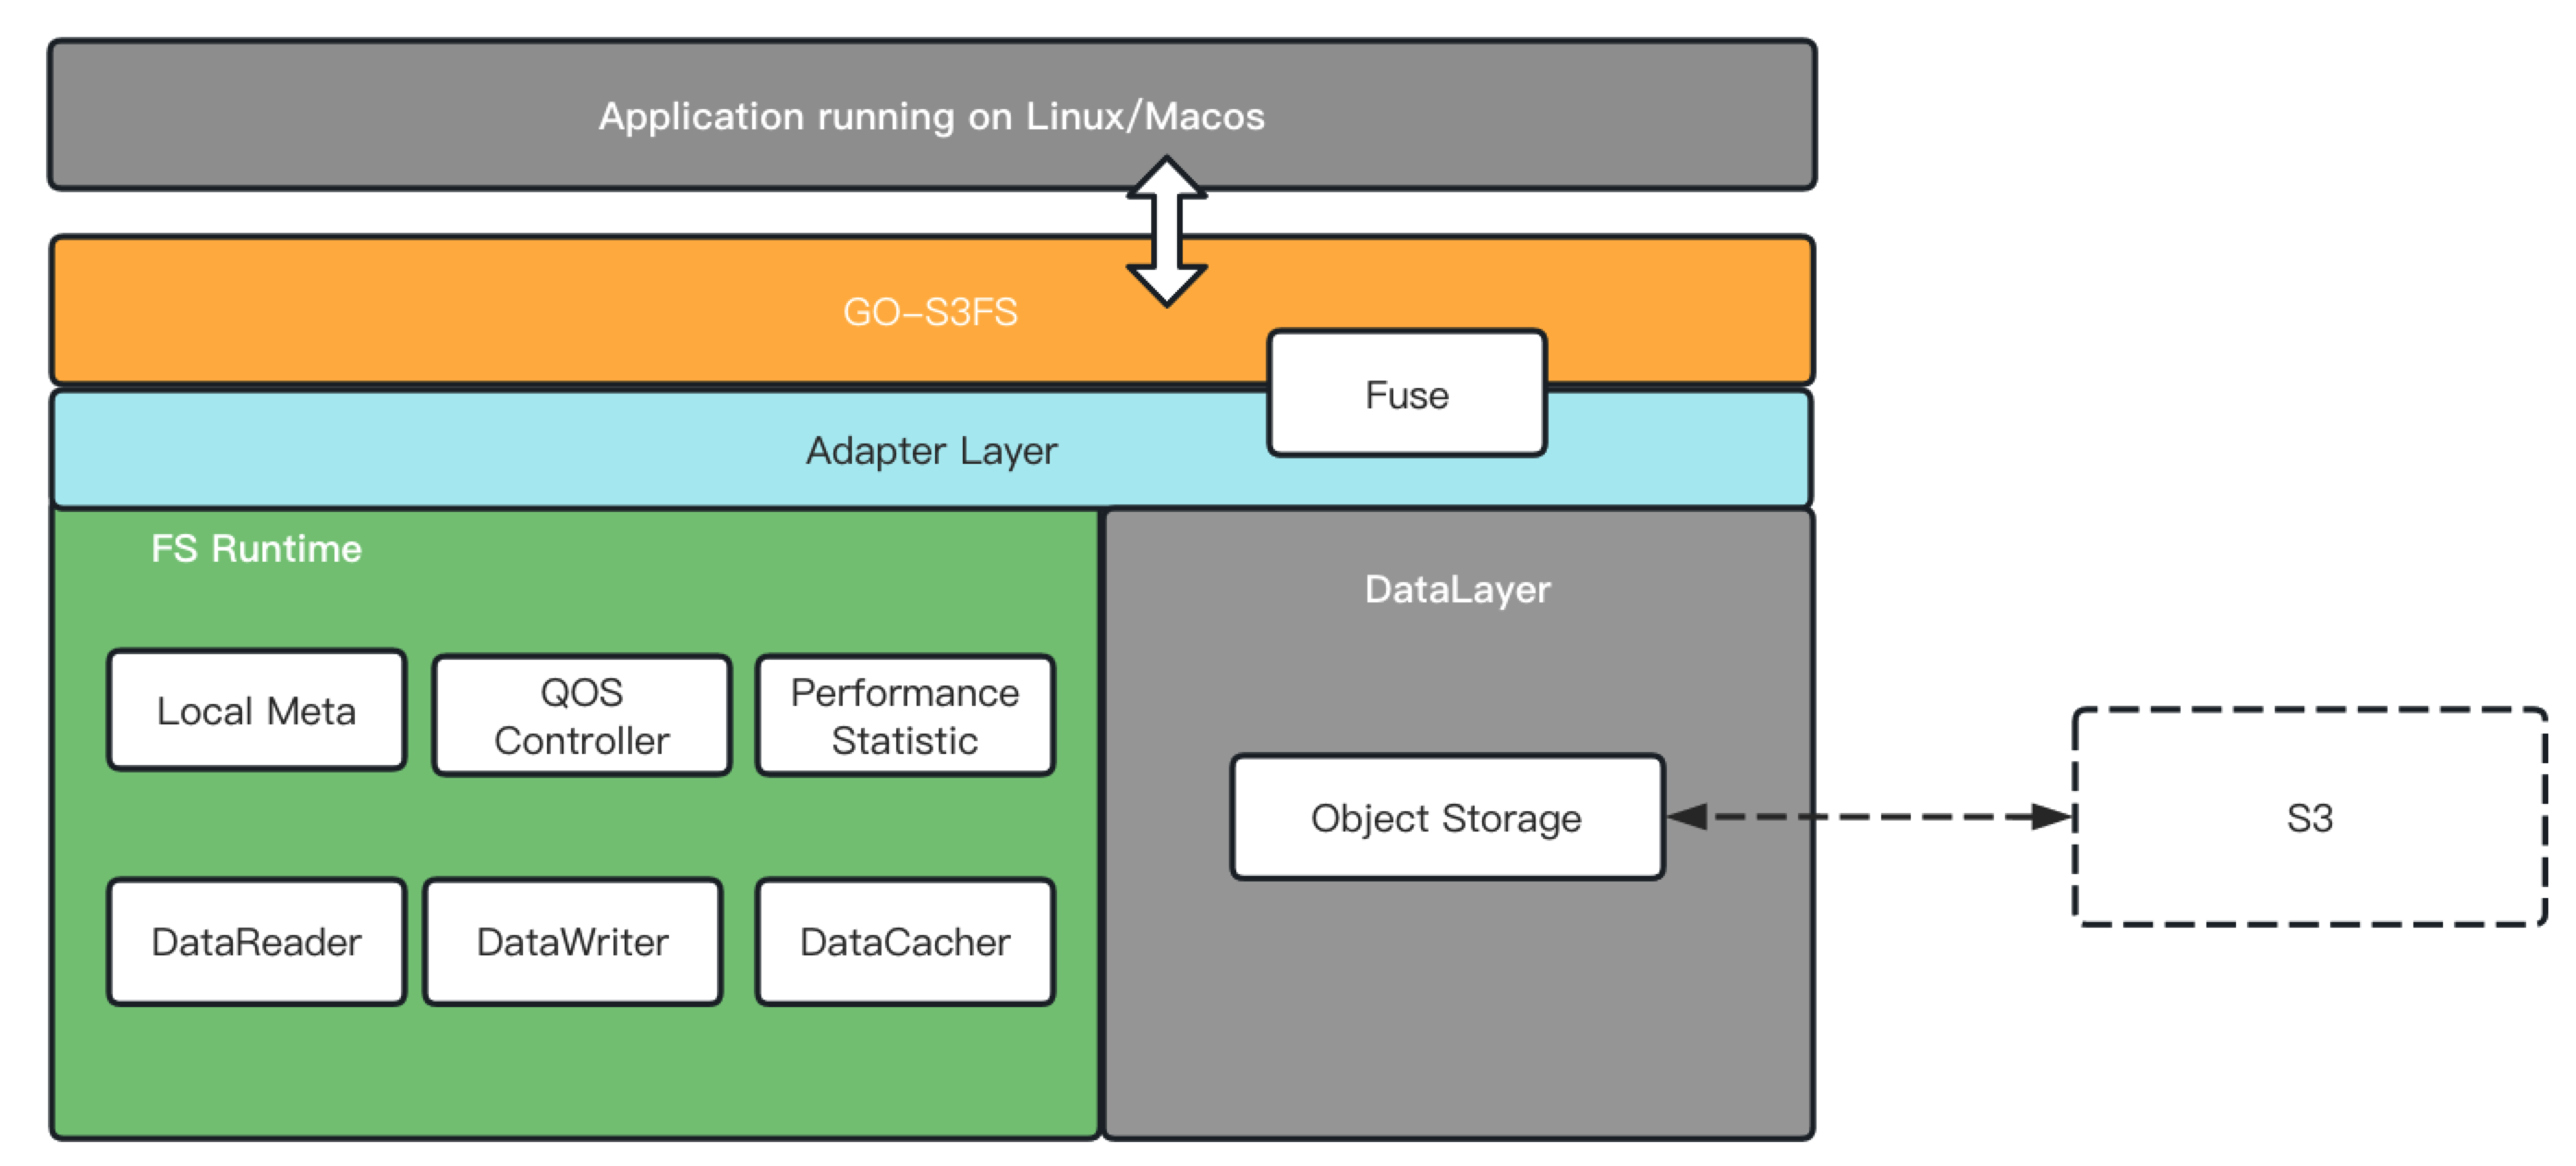 Application running on Linux/Macos
GO-S3FS
Fuse
Adapter Layer
FS Runtime
DataLayer
Local Meta
QOS
Controller
Performance
Statistic
Object Storage
S3
DataReader
DataWriter
DataCacher